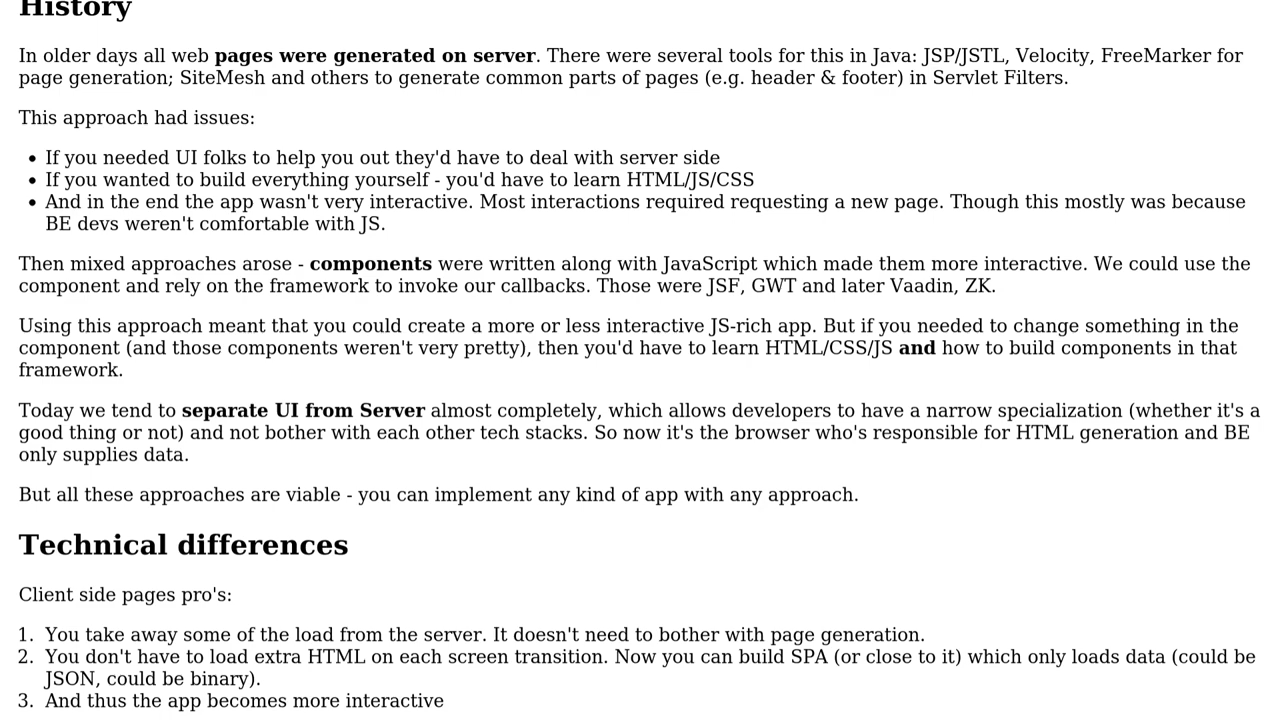 History
In older days all web pages were generated on server. There were several tools for this in Java: JSP/JSTL, Velocity, FreeMarker for
page generation; SiteMesh and others to generate common parts of pages (e.g. header & footer) in Servlet Filters.
This approach had issues:
• If you needed UI folks to help you out they'd have to deal with server side
• If you wanted to build everything yourself - you'd have to learn HTML/JS/CSS
• And in the end the app wasn't very interactive. Most interactions required requesting a new page. Though this mostly was because
BE devs weren't comfortable with JS.
Then mixed approaches arose - components were written along with JavaScript which made them more interactive. We could use the
component and rely on the framework to invoke our callbacks. Those were JSF, GWT and later Vaadin, ZK.
Using this approach meant that you could create a more or less interactive JS-rich app. But if you needed to change something in the
component (and those components weren't very pretty), then you'd have to learn HTML/CSS/JS and how to build components in that
framework.
Today we tend to separate UI from Server almost completely, which allows developers to have a narrow specialization (whether it's a
good thing or not) and not bother with each other tech stacks. So now it's the browser who's responsible for HTML generation and BE
only supplies data.
But all these approaches are viable - you can implement any kind of app with any approach.
Technical differences
Client side pages pro's:
1. You take away some of the load from the server. It doesn't need to bother with page generation.
2. You don't have to load extra HTML on each screen transition. Now you can build SPA (or close to it) which only loads data (could be
JSON, could be binary).
3. And thus the app becomes more interactive